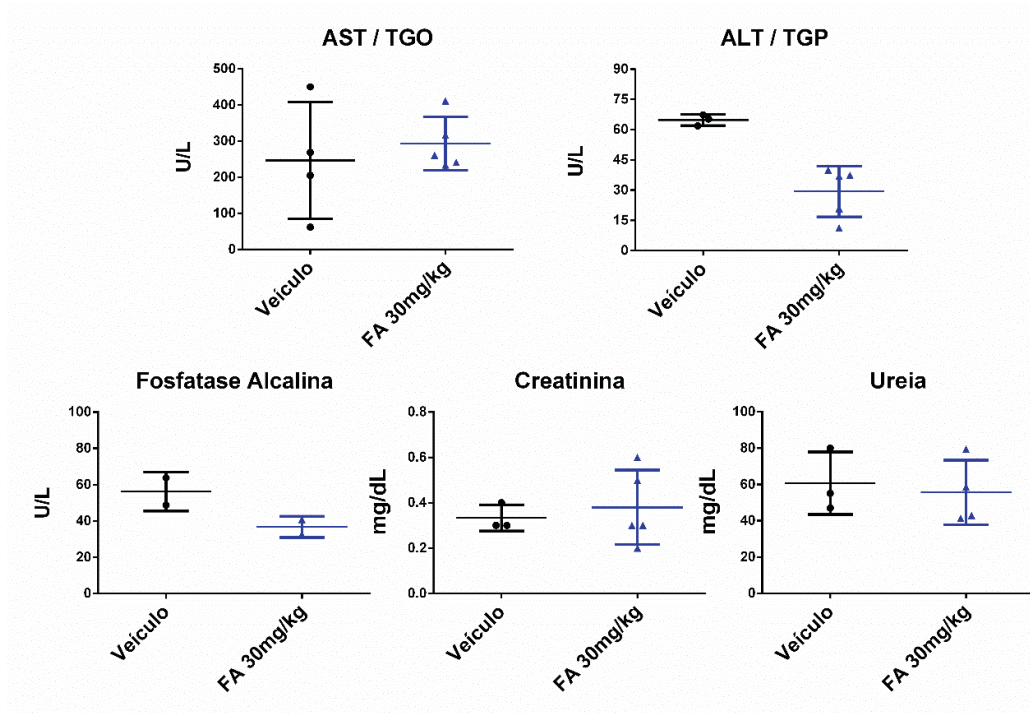 AST / TGO
ALT / TGP
500
400
300
200
100
0
U/L
Veículo
FA 30mg/kg
90
75
60
45
30
15
0
U/L
Veículo
FA 30mg/kg
Fosfatase Alcalina
Creatinina
Ureia
100
80
60
40
20
0
U/L
Veículo
FA 30mg/kg
0.8
0.6
0.4
0.2
0.0
mg/dL
Veículo
FA 30mg/kg
100
80
60
40
20
0
mg/dL
Veículo
FA 30mg/kg